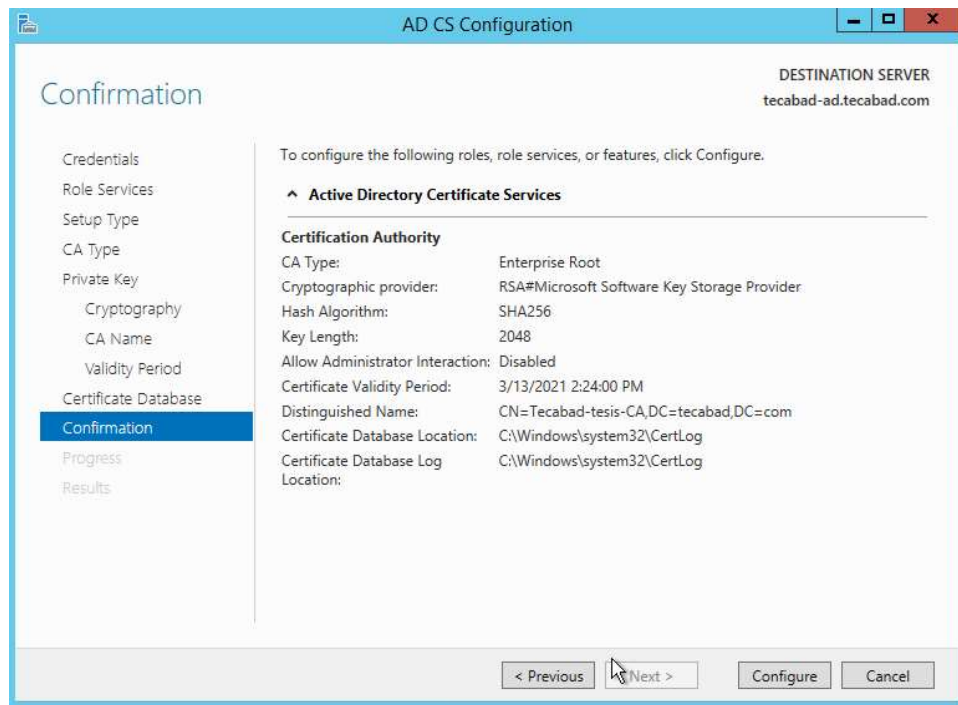 AD CS Configuration
Confirmation
DESTINATION SERVER
tecabad-ad.tecabad.com
Credentials
Role Services
Setup Type
CA Type
Private Key
Cryptography
CA Name
Validity Period
Certificate Database
Confirmation
Progress
Results
To configure the following roles, role services, or features, click Configure.
Active Directory Certificate Services
Certification Authority
CA Type: Enterprise Root
Cryptographic provider: RSA#Microsoft Software Key Storage Provider
Hash Algorithm: SHA256
Key Length: 2048
Allow Administrator Interaction: Disabled
Certificate Validity Period: 3/13/2021 2:24:00 PM
Distinguished Name: CN=Tecabad-tesis-CA,DC=tecabad,DC=com
Certificate Database Location: C:\Windows\system32\CertLog
Certificate Database Log C:\Windows\system32\CertLog
Location:
< Previous Next > Configure Cancel